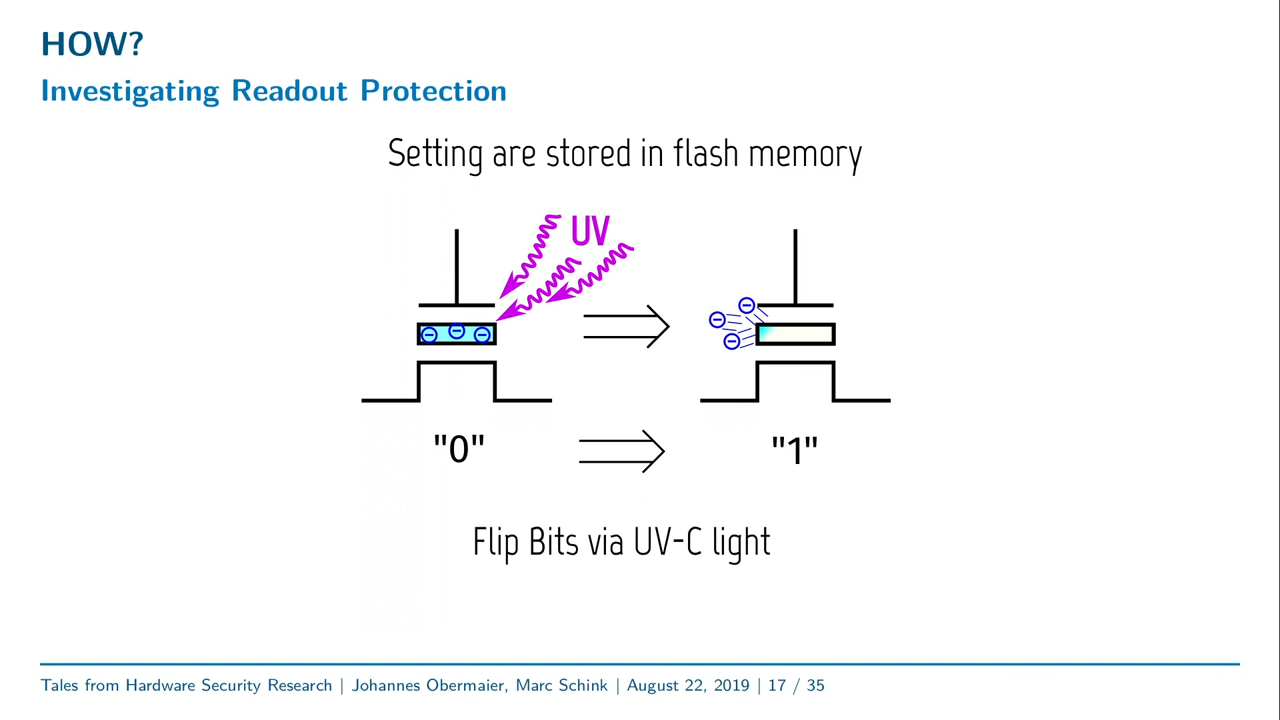 HOW?
Investigating Readout Protection
Setting are stored in flash memory
UV
"0"
"1"
Flip Bits via UV-C light
Tales from Hardware Security Research | Johannes Obermaier, Marc Schink | August 22, 2019 | 17 / 35